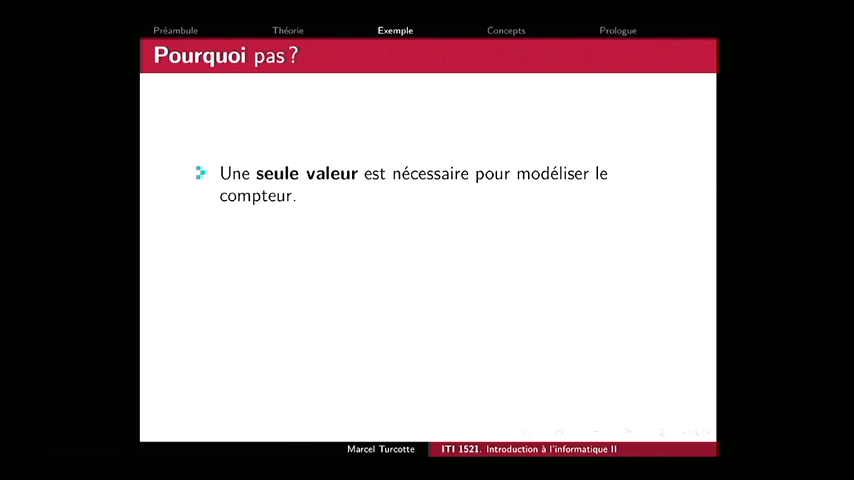 Préambule Théorie Exemple Concepts Prologue
Pourquoi pas ?
Une seule valeur est nécessaire pour modéliser le
compteur.
Marcel Turcotte ITI 1521. Introduction à l'informatique II